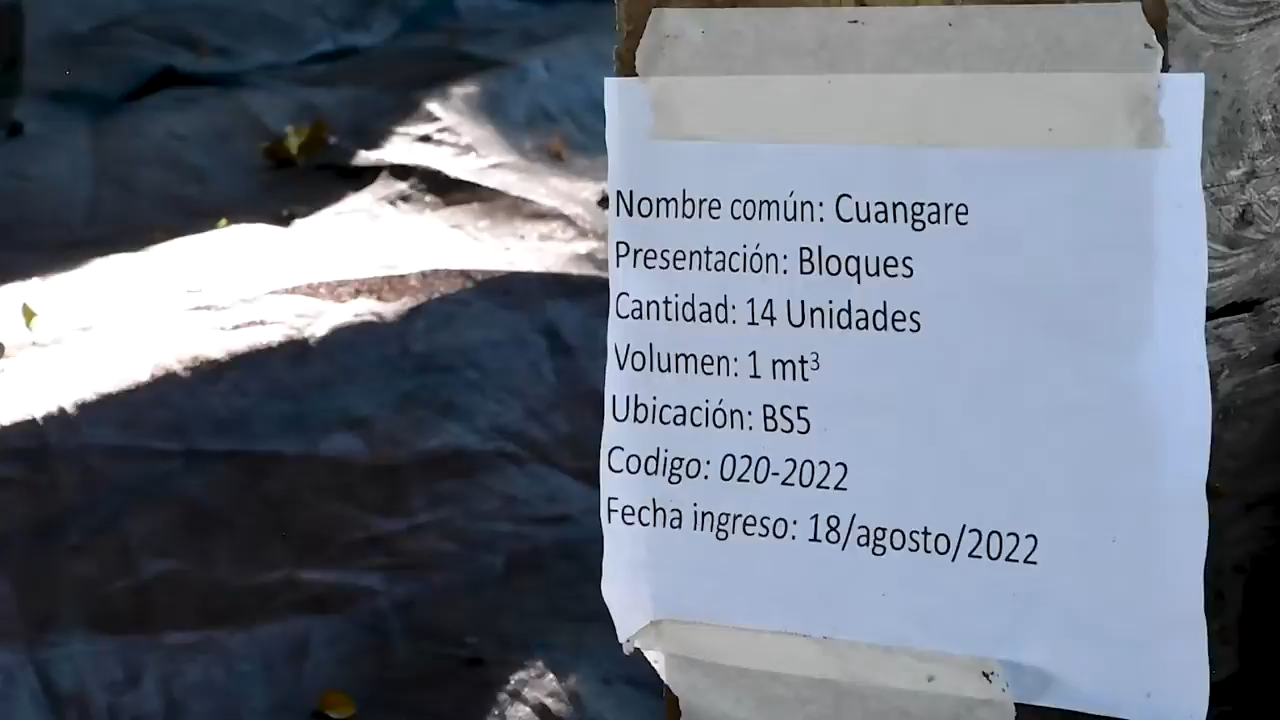 Nombre común: Cuangare
Presentación: Bloques
Cantidad: 14 Unidades
Volumen: 1 mt³
Ubicación: BS5
Codigo: 020-2022
Fecha ingreso: 18/agosto/2022